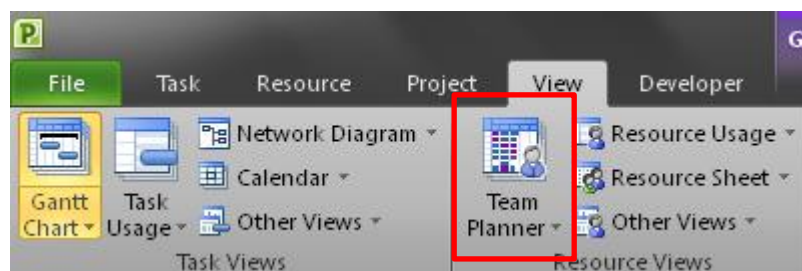 P
G
File Task Resource Project View Developer
Network Diagram Resource Usage
Calendar Resource Sheet
Gantt Chart Task Usage Other Views Team Planner Other Views
Task Views Resource Views